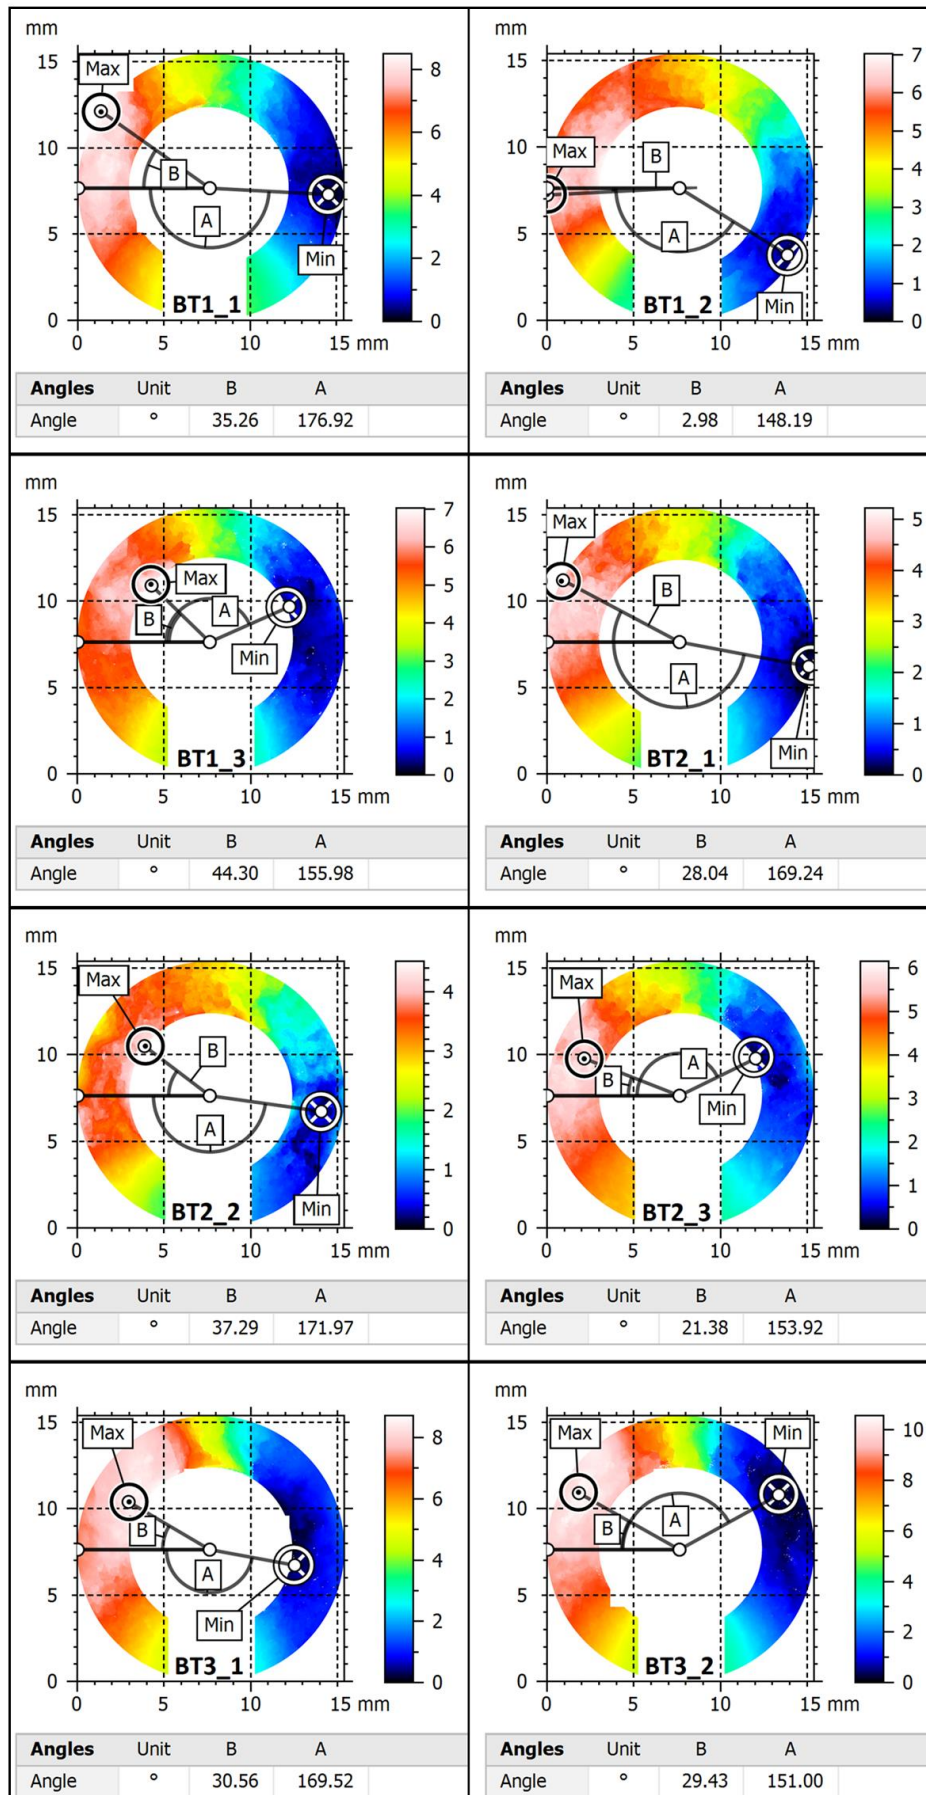 mm
mm
15
10
5
0
0 5 10 15 mm
Max
B
A
Min
BT1_1
8
6
4
2
0
15
10
5
0
0 5 10 15 mm
Max
B
A
Min
BT1_2
7
6
5
4
3
2
1
0
Angles Unit B A
Angle ° 35.26 176.92
Angles Unit B A
Angle ° 2.98 148.19
mm
mm
15
10
5
0
0 5 10 15 mm
Max
A
B
Min
BT1_3
7
6
5
4
3
2
1
0
15
10
5
0
0 5 10 15 mm
Max
B
A
Min
BT2_1
5
4
3
2
1
0
Angles Unit B A
Angle ° 44.30 155.98
Angles Unit B A
Angle ° 28.04 169.24
mm
mm
15
10
5
0
0 5 10 15 mm
Max
B
A
Min
BT2_2
4
3
2
1
0
15
10
5
0
0 5 10 15 mm
Max
A
B
Min
BT2_3
6
5
4
3
2
1
0
Angles Unit B A
Angle ° 37.29 171.97
Angles Unit B A
Angle ° 21.38 153.92
mm
mm
15
10
5
0
0 5 10 15 mm
Max
B
A
Min
BT3_1
8
6
4
2
0
15
10
5
0
0 5 10 15 mm
Max
Min
A
B
BT3_2
10
8
6
4
2
0
Angles Unit B A
Angle ° 30.56 169.52
Angles Unit B A
Angle ° 29.43 151.00